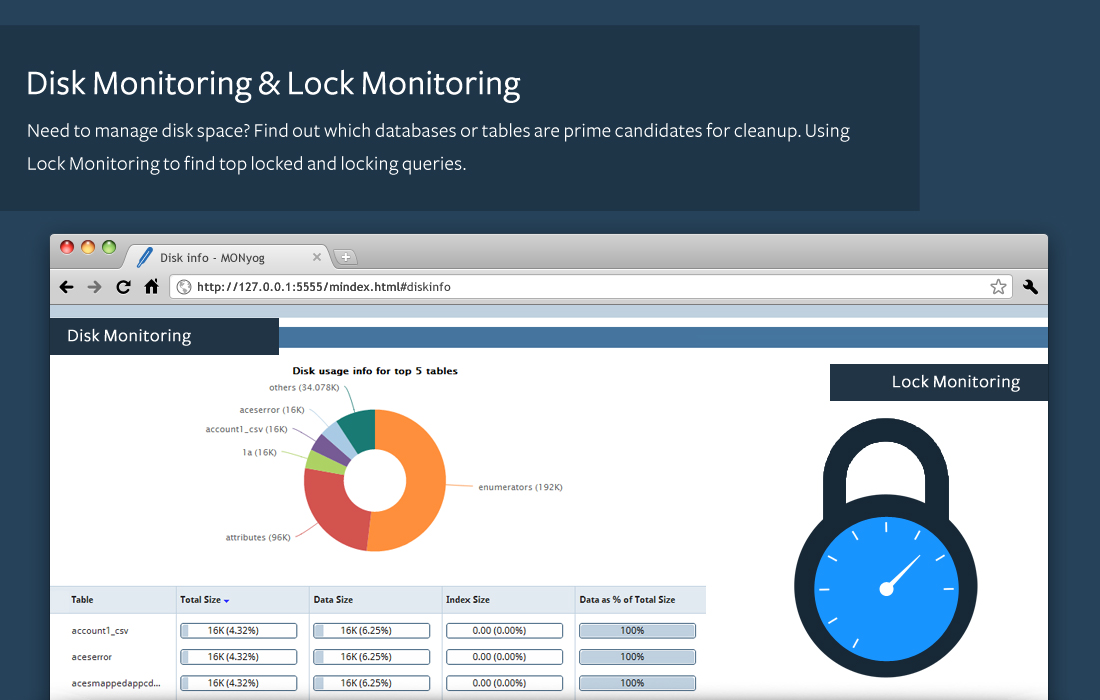 Disk Monitoring & Lock Monitoring
Need to manage disk space? Find out which databases or tables are prime candidates for cleanup. Using
Lock Monitoring to find top locked and locking queries.
Disk info - MONyog
http://127.0.0.1:5555/mindex.html#diskinfo
Disk Monitoring
Lock Monitoring
Disk usage info for top 5 tables
others (34.078K)
aceserror (16K)
account1_csv (16K)
1a (16K)
enumerators (192K)
attributes (96K)
Table Total Size Data Size Index Size Data as % of Total Size
account1_csv 16K (4.32%) 16K (6.25%) 0.00 (0.00%) 100%
aceserror 16K (4.32%) 16K (6.25%) 0.00 (0.00%) 100%
acesmappedappcd... 16K (4.32%) 16K (6.25%) 0.00 (0.00%) 100%